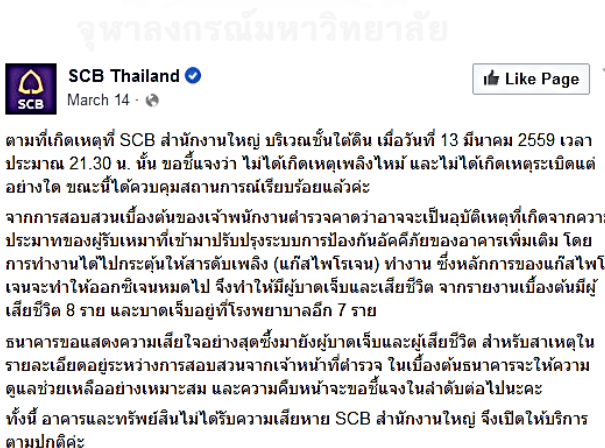 จุฬาลงกรณ์มหาวิทยาลัย
SCB Thailand
Like Page
SCB
March 14 ·
ตามที่เกิดเหตุที่ SCB สำนักงานใหญ่ บริเวณชั้นใต้ดิน เมื่อวันที่ 13 มีนาคม 2559 เวลา
ประมาณ 21.30 น. นั้น ขอชี้แจงว่า ไม่ได้เกิดเหตุเพลิงไหม้ และไม่ได้เกิดเหตุระเบิดแต่
อย่างใด ขณะนี้ได้ควบคุมสถานการณ์เรียบร้อยแล้วค่ะ
จากการสอบสวนเบื้องต้นของเจ้าพนักงานตำรวจคาดว่าอาจจะเป็นอุบัติเหตุที่เกิดจากความ
ประมาทของผู้รับเหมาที่เข้ามาปรับปรุงระบบการป้องกันอัคคีภัยของอาคารเพิ่มเติม โดย
การทำงานได้ไปกระตุ้นให้สารดับเพลิง (แก๊สไพโรเจน) ทำงาน ซึ่งหลักการของแก๊สไพโ
เจนจะทำให้ออกซิเจนหมดไป จึงทำให้มีผู้บาดเจ็บและเสียชีวิต จากรายงานเบื้องต้นมีผู้
เสียชีวิต 8 ราย และบาดเจ็บอยู่ที่โรงพยาบาลอีก 7 ราย
ธนาคารขอแสดงความเสียใจอย่างสุดซึ้งมายังผู้บาดเจ็บและผู้เสียชีวิต สำหรับสาเหตุใน
รายละเอียดอยู่ระหว่างการสอบสวนจากเจ้าหน้าที่ตำรวจ ในเบื้องต้นธนาคารจะให้ความ
ดูแลช่วยเหลืออย่างเหมาะสม และความคืบหน้าจะขอชี้แจงในลำดับต่อไปนะคะ
ทั้งนี้ อาคารและทรัพย์สินไม่ได้รับความเสียหาย SCB สำนักงานใหญ่ จึงเปิดให้บริการ
ตามปกติค่ะ